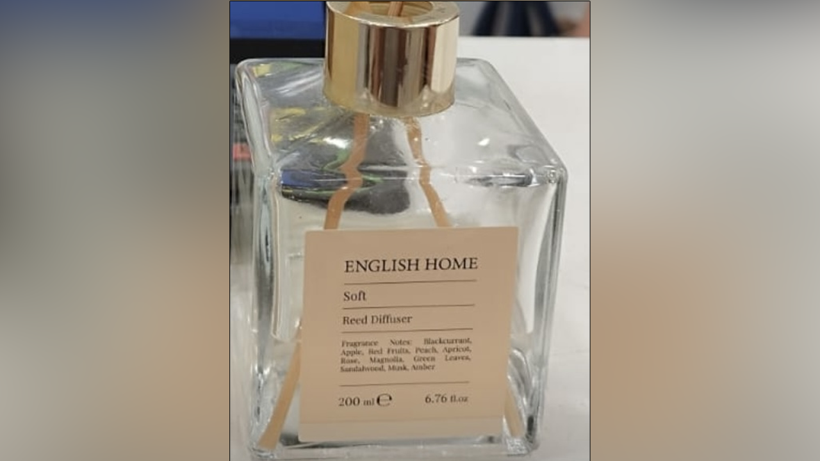 ENGLISH HOME
Soft
Reed Diffuser
Fragrance Notes: Blackcurrant,
Apple, Red Fruits, Peach, Apricot,
Rose, Magnolia, Green Leaves,
Sandalwood, Musk, Amber
200 ml ℮ 6.76 fl.oz